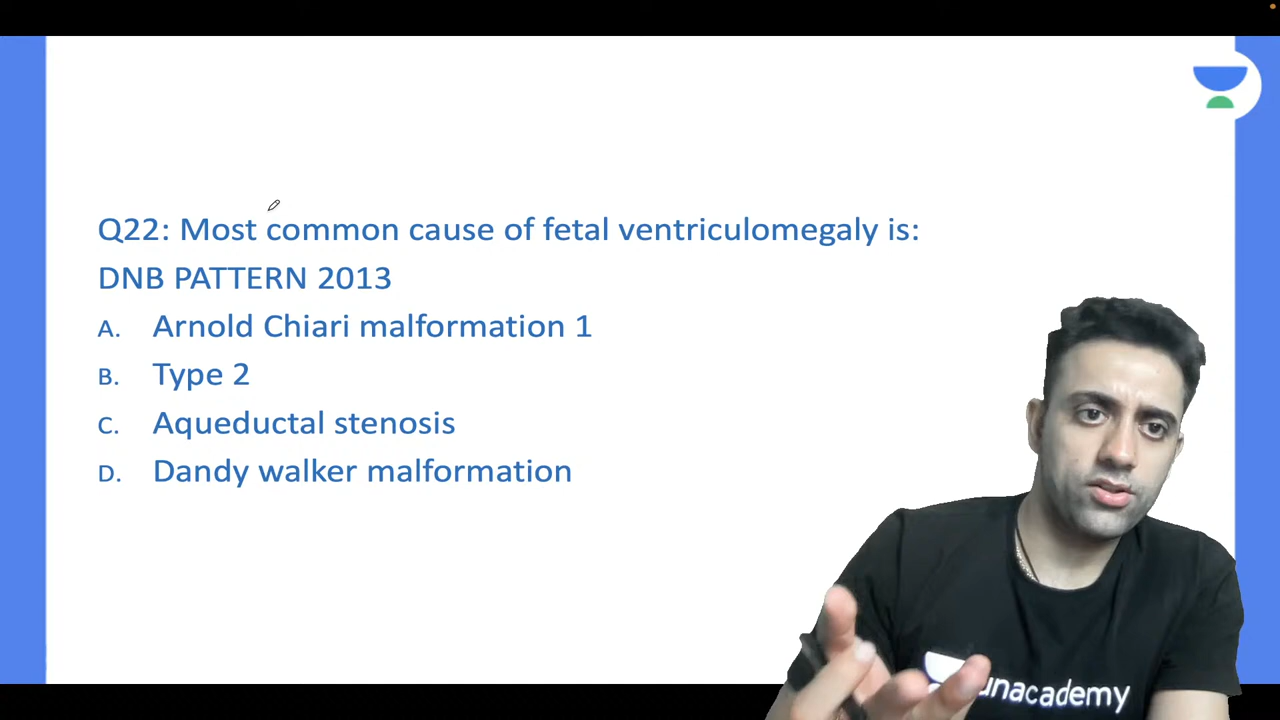 Q22: Most common cause of fetal ventriculomegaly is:
DNB PATTERN 2013
A. Arnold Chiari malformation 1
B. Type 2
C. Aqueductal stenosis
D. Dandy walker malformation
unacademy